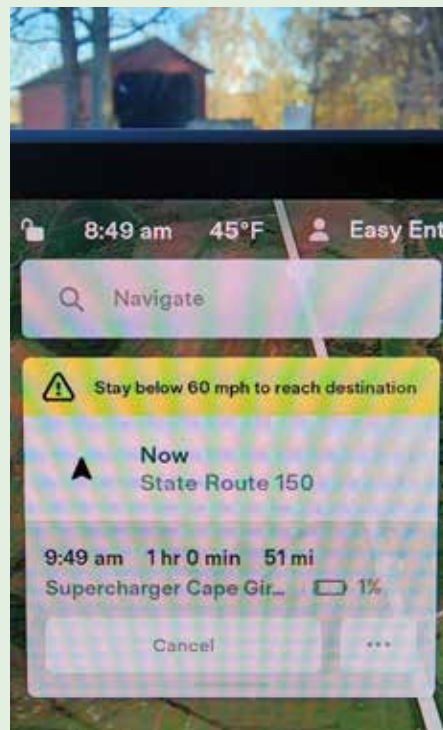 8:49 am 45°F Easy Ent
Navigate
Stay below 60 mph to reach destination
Now
State Route 150
9:49 am 1 hr 0 min 51 mi
Supercharger Cape Gir... 1%
Cancel ...